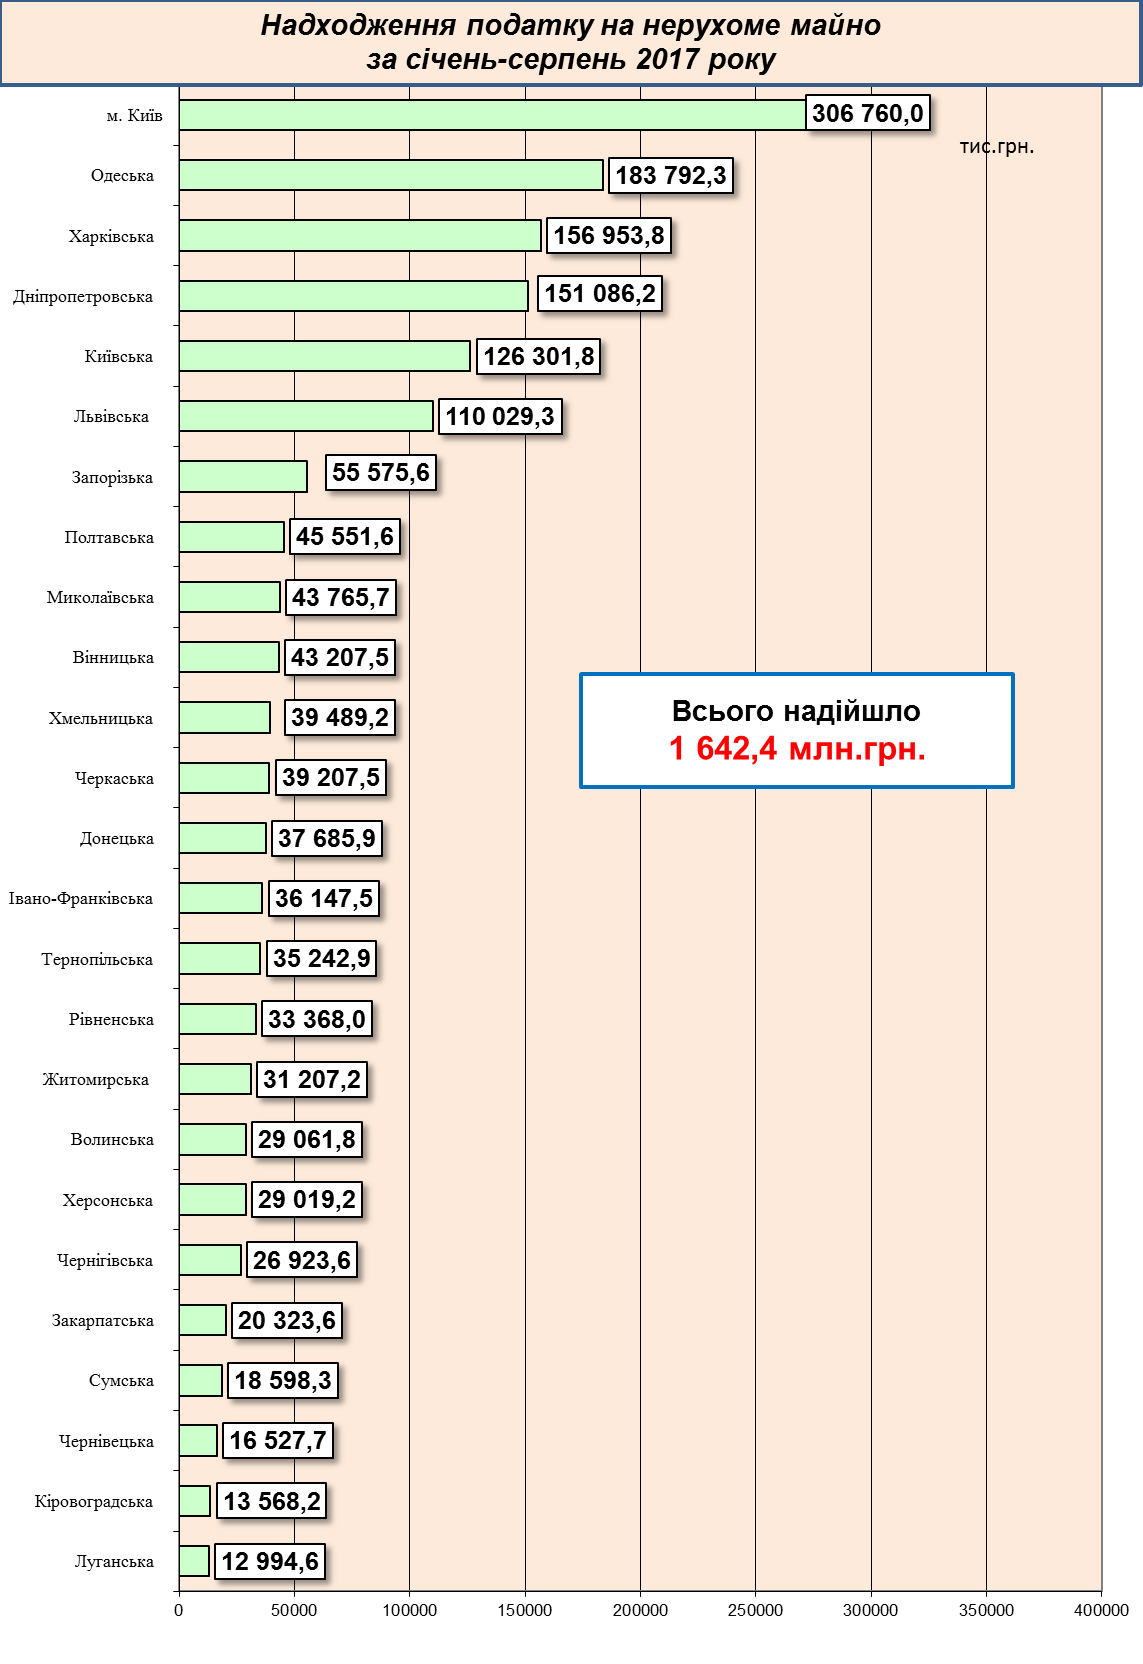 Надходження податку на нерухоме майно
за січень-серпень 2017 року
м. Київ 306 760,0
тис.грн.
Одеська 183 792,3
Харківська 156 953,8
Дніпропетровська 151 086,2
Київська 126 301,8
Львівська 110 029,3
Запорізька 55 575,6
Полтавська 45 551,6
Миколаївська 43 765,7
Вінницька 43 207,5
Хмельницька 39 489,2
Всього надійшло
1 642,4 млн.грн.
Черкаська 39 207,5
Донецька 37 685,9
Івано-Франківська 36 147,5
Тернопільська 35 242,9
Рівненська 33 368,0
Житомирська 31 207,2
Волинська 29 061,8
Херсонська 29 019,2
Чернігівська 26 923,6
Закарпатська 20 323,6
Сумська 18 598,3
Чернівецька 16 527,7
Кіровоградська 13 568,2
Луганська 12 994,6
0 50000 100000 150000 200000 250000 300000 350000 400000